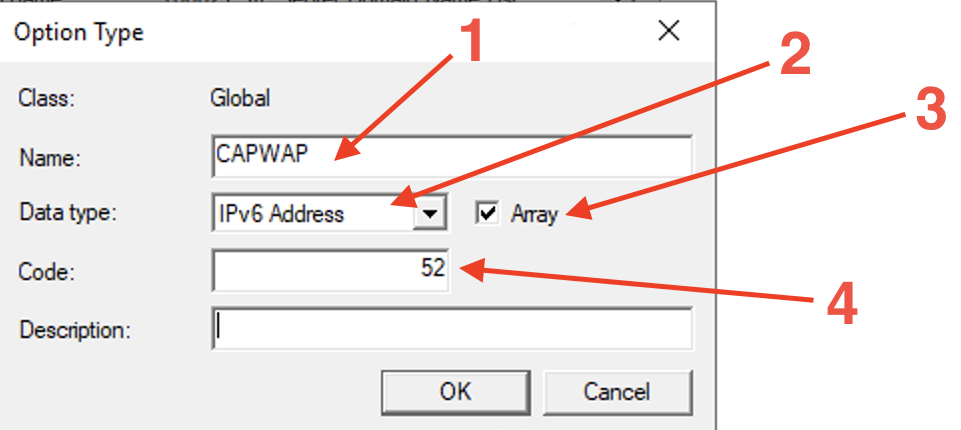 Option Type
1
2
3
Class: Global
Name: CAPWAP
Data type: IPv6 Address Array
Code: 52
4
Description:
OK Cancel